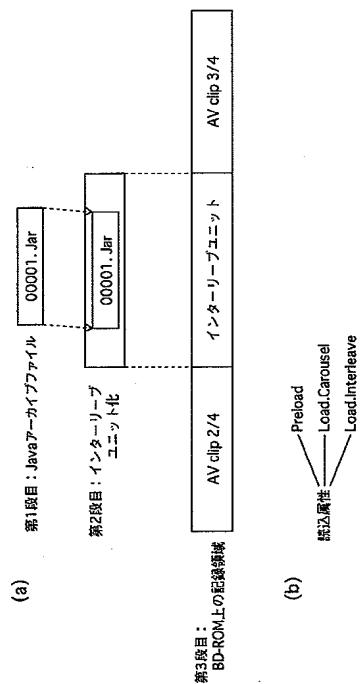 (a)
第1段目：Javaアーカイブファイル
00001.Jar
第2段目：インターリーブ
ユニット化
00001.Jar
第3段目：
BD-ROM上の記録領域
AV clip 2/4
インターリーブユニット
AV clip 3/4
(b)
読込属性
Preload
Load.Carousel
Load.Interleave